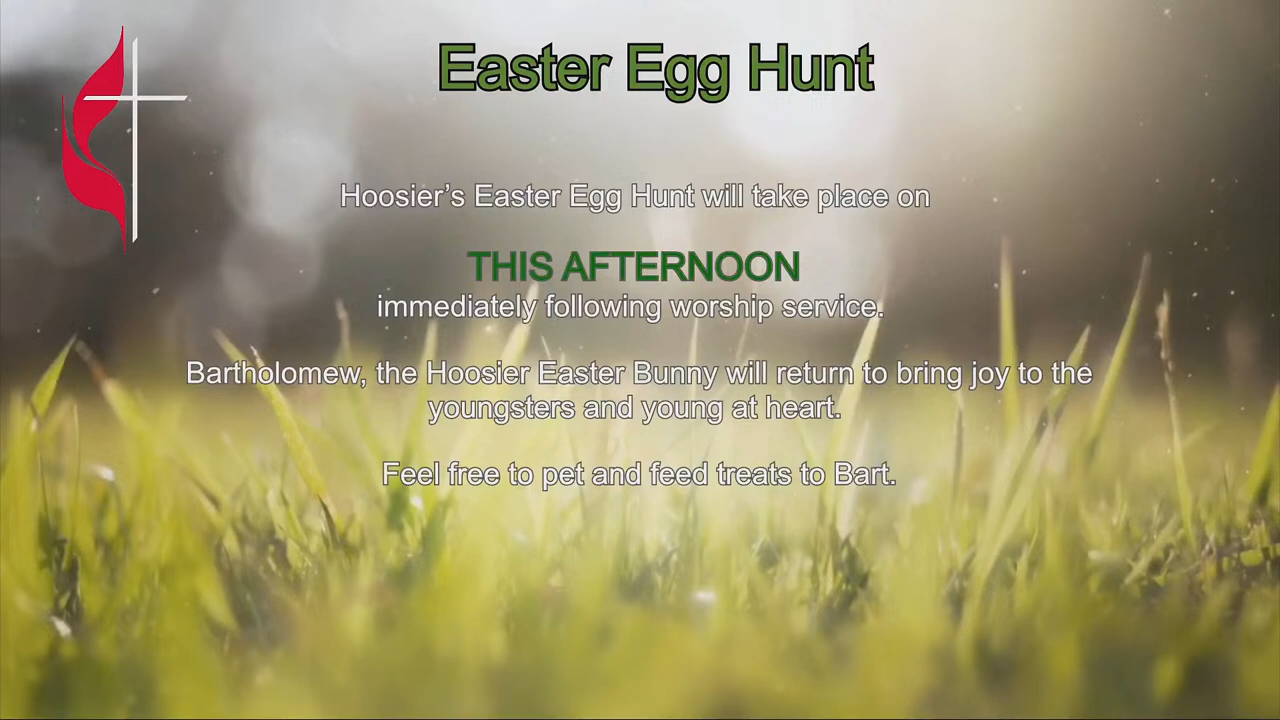 Easter Egg Hunt
Hoosier’s Easter Egg Hunt will take place on
THIS AFTERNOON
immediately following worship service.
Bartholomew, the Hoosier Easter Bunny will return to bring joy to the
youngsters and young at heart.
Feel free to pet and feed treats to Bart.